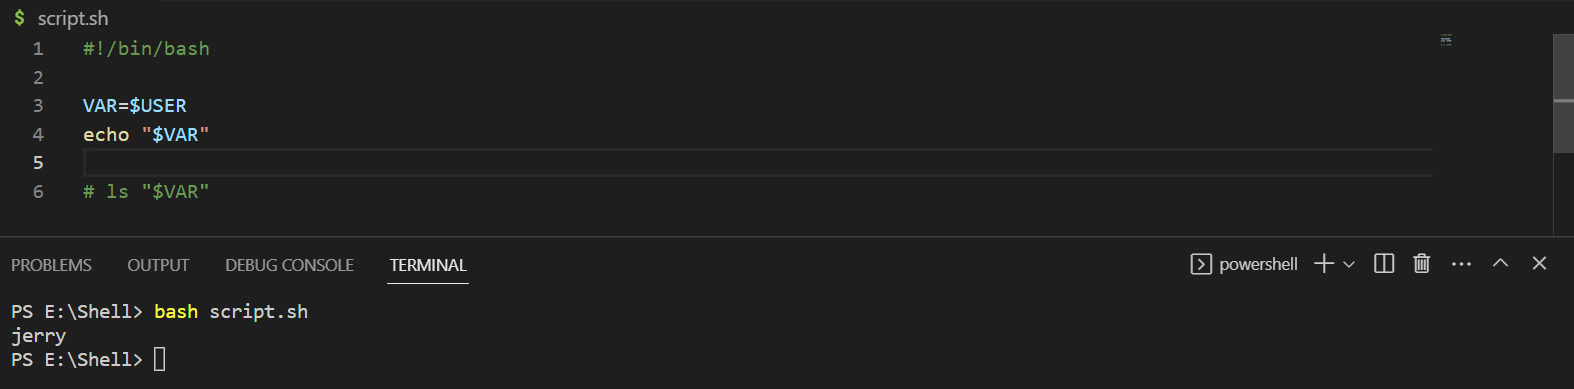 $ script.sh
1 #!/bin/bash
2
3 VAR=$USER
4 echo "$VAR"
5
6 # ls "$VAR"
PROBLEMS OUTPUT DEBUG CONSOLE TERMINAL powershell
PS E:\Shell> bash script.sh
jerry
PS E:\Shell>